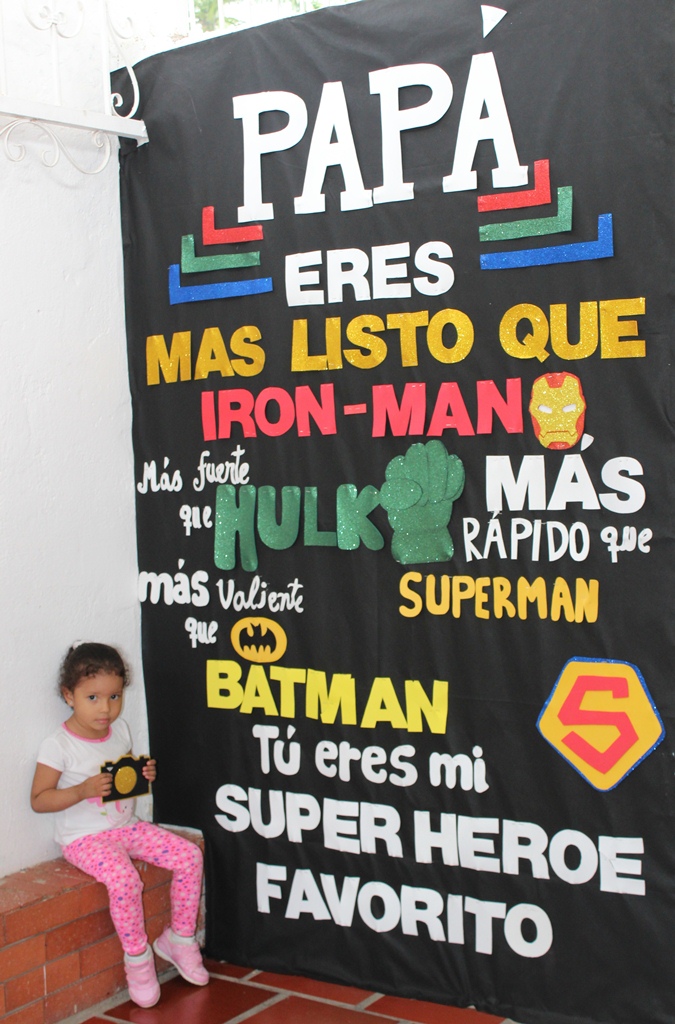 PAPÀ
ERES
MAS LISTO QUE
IRON-MAN
Más fuerte
que HULK
MÁS
RÁPIDO que
SUPERMAN
más valiente
que BATMAN
S
Tú eres mi
SUPER HEROE
FAVORITO